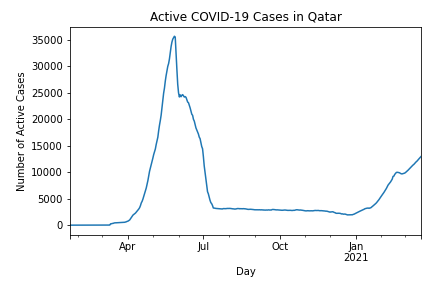 Active COVID-19 Cases in Qatar
Number of Active Cases
35000
30000
25000
20000
15000
10000
5000
0
Apr
Jul
Oct
Jan
2021
Day